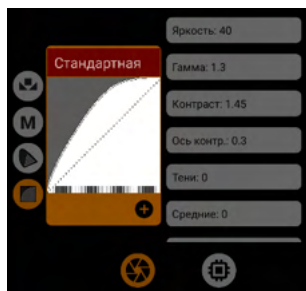 Яркость: 40
Стандартная
Гамма: 1.3
Контраст: 1.45
M
Ось контр.: 0.3
Тени: 0
Средние: 0